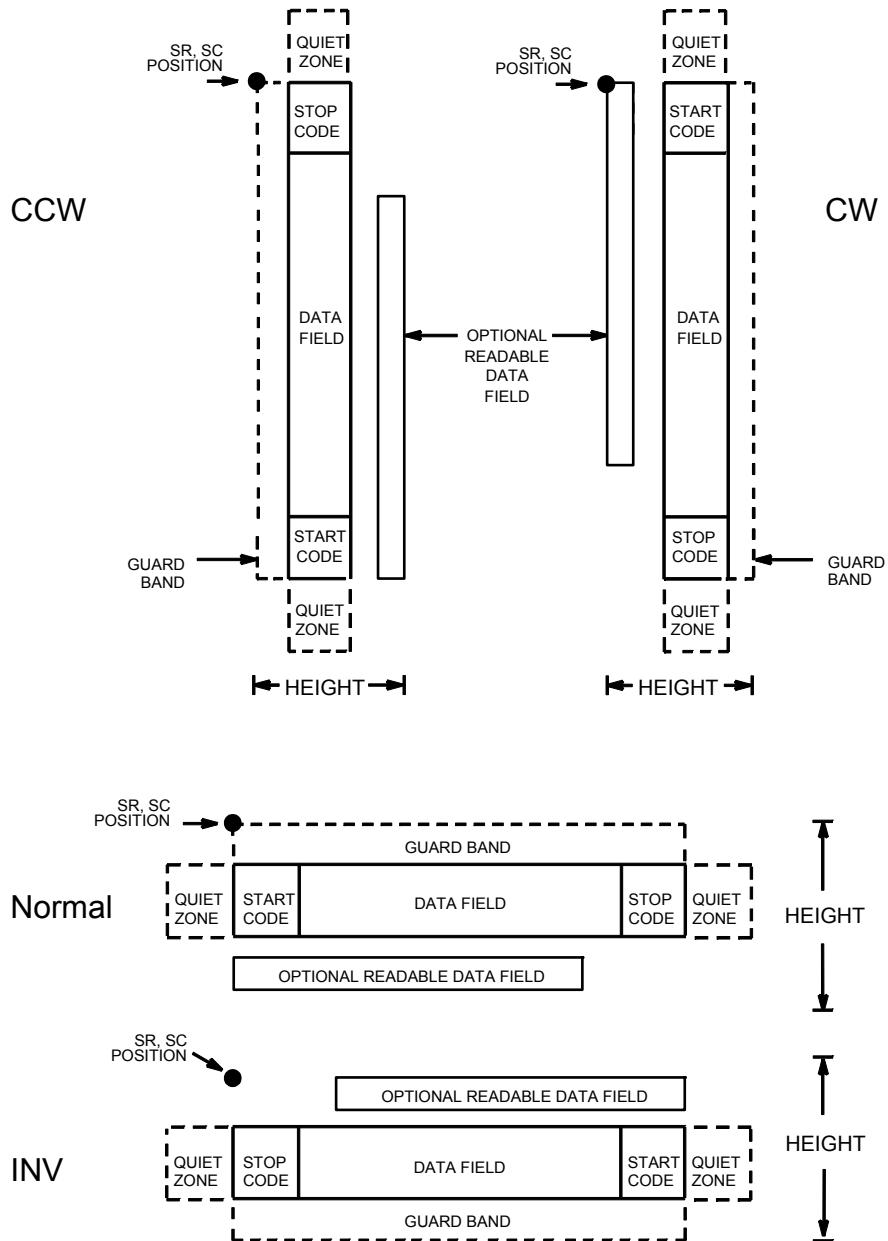 QUIET
ZONE
SR, SC
POSITION
STOP
CODE
CCW
DATA
FIELD
START
CODE
GUARD
BAND
QUIET
ZONE
HEIGHT
OPTIONAL
READABLE
DATA
FIELD
QUIET
ZONE
SR, SC
POSITION
START
CODE
CW
DATA
FIELD
STOP
CODE
GUARD
BAND
QUIET
ZONE
HEIGHT
SR, SC
POSITION
GUARD BAND
Normal
QUIET
ZONE
START
CODE
DATA FIELD
STOP
CODE
QUIET
ZONE
HEIGHT
OPTIONAL READABLE DATA FIELD
SR, SC
POSITION
OPTIONAL READABLE DATA FIELD
INV
QUIET
ZONE
STOP
CODE
DATA FIELD
START
CODE
QUIET
ZONE
HEIGHT
GUARD BAND